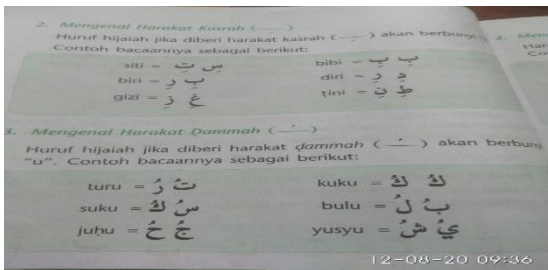 2. Mengenal Harakat Kasrah ( ِ )
Huruf hijaiah jika diberi harakat kasrah ( ِ ) akan berbunyi
Contoh bacaannya sebagai berikut:
siti = سِ تِ
bibi = بِ بِ
biri = بِ رِ
diri = دِ رِ
gizi = غِ زِ
ṭini = طِ نِ
3. Mengenal Harakat Ḍammah ( ُ )
Huruf hijaiah jika diberi harakat ḍammah ( ُ ) akan berbuny
"u". Contoh bacaannya sebagai berikut:
turu = تُ رُ
kuku = كُ كُ
suku = سُ كُ
bulu = بُ لُ
juḥu = جُ حُ
yusyu = يُ شُ
12-08-20 09:36